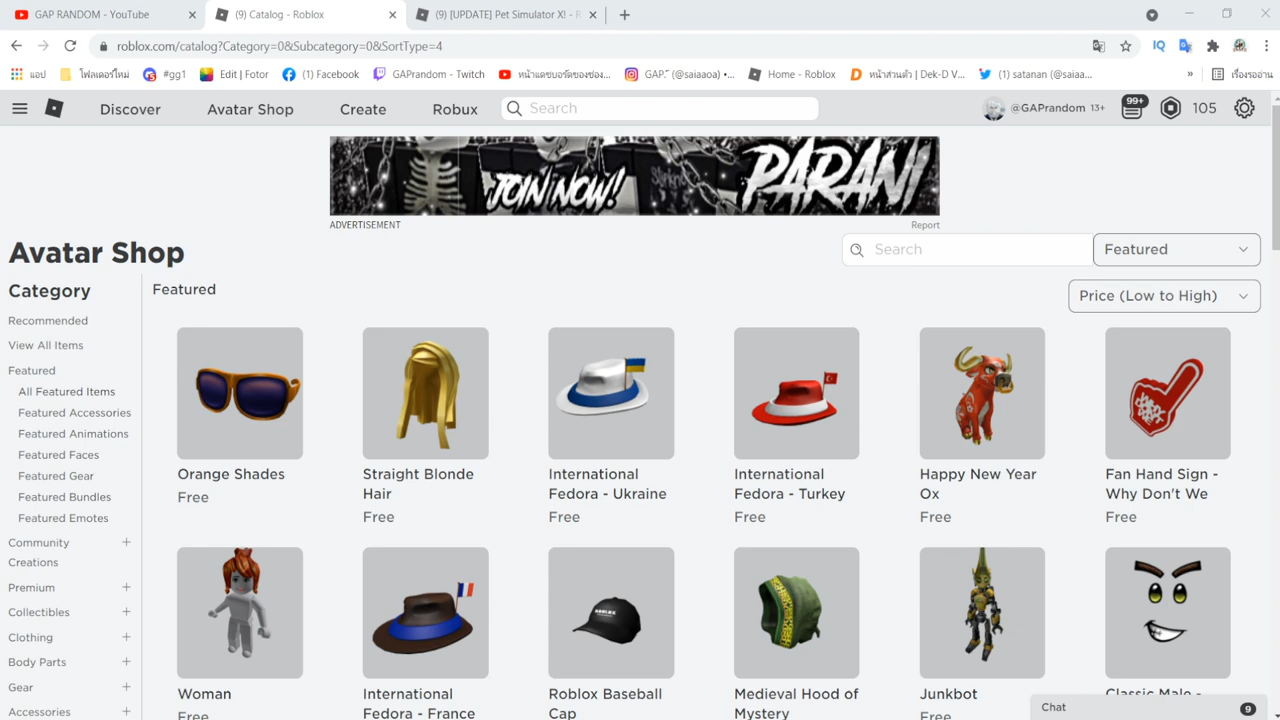 GAP RANDOM - YouTube
(9) Catalog - Roblox
(9) [UPDATE] Pet Simulator X! - R
roblox.com/catalog?Category=0&Subcategory=0&SortType=4
IQ
แอป
โฟลเดอร์ใหม่
#gg1
Edit | Fotor
(1) Facebook
GAPrandom - Twitch
หน้าแดชบอร์ดของช่อง...
GAP.˜ (@saiaaoa) •...
Home - Roblox
หน้าส่วนตัว | Dek-D V...
(1) satanan (@saiaa...
»
เรื่องรออ่าน
Discover
Avatar Shop
Create
Robux
Search
@GAPrandom 13+
99+
105
JOIN NOW!
Slipknot
PARANI
ADVERTISEMENT
Report
Avatar Shop
Search
Featured
Category
Featured
Price (Low to High)
Recommended
View All Items
Featured
All Featured Items
Featured Accessories
Featured Animations
Featured Faces
Featured Gear
Featured Bundles
Featured Emotes
Community
Creations
Premium
Collectibles
Clothing
Body Parts
Gear
Accessories
Orange Shades
Free
Straight Blonde
Hair
Free
International
Fedora - Ukraine
Free
International
Fedora - Turkey
Free
Happy New Year
Ox
Free
Fan Hand Sign -
Why Don't We
Free
Woman
Free
International
Fedora - France
ROBLOX
Roblox Baseball
Cap
Medieval Hood of
Mystery
Junkbot
Free
Classic Male -
Chat
9